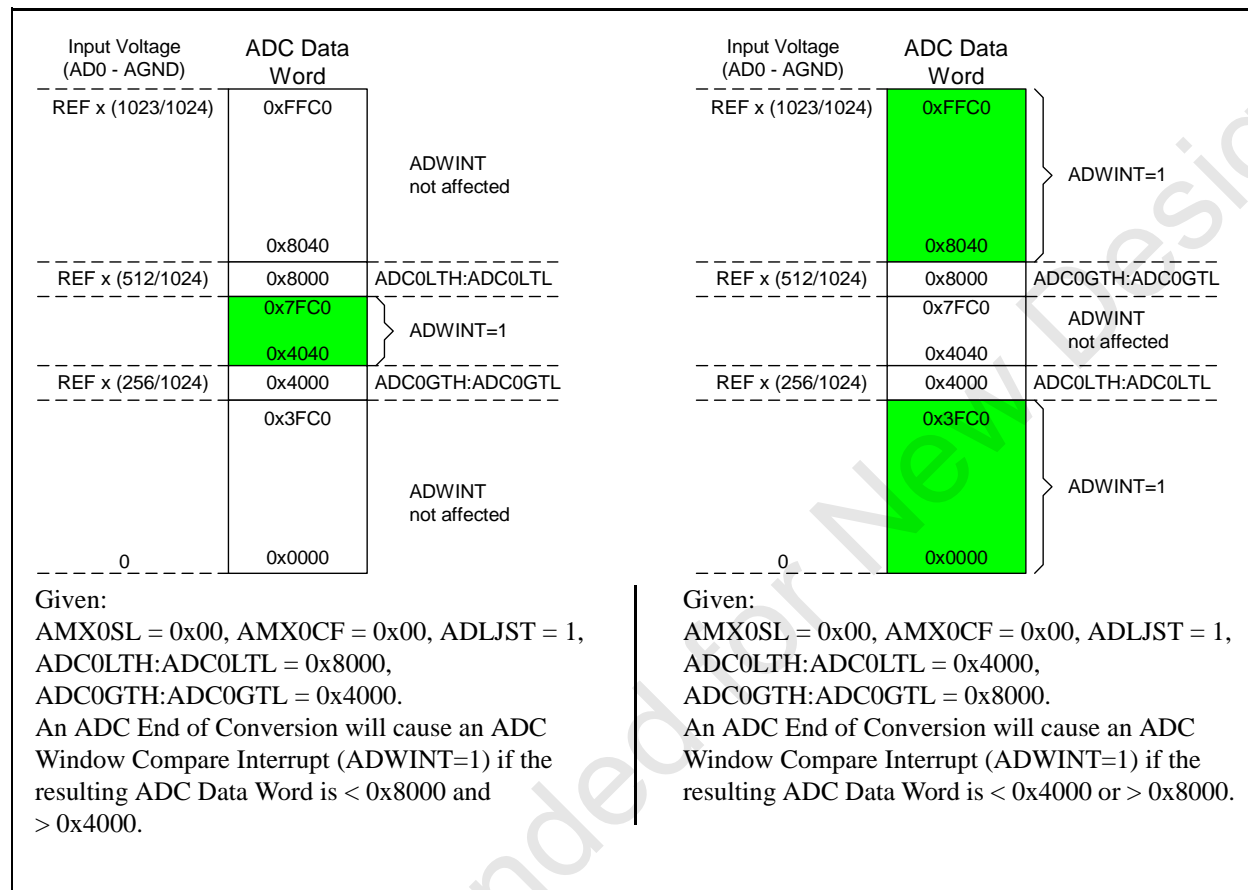 Input Voltage
(AD0 - AGND)
ADC Data
Word
REF x (1023/1024)
0xFFC0
ADWINT
not affected
0x8040
REF x (512/1024)
0x8000
ADC0LTH:ADC0LTL
0x7FC0
ADWINT=1
0x4040
REF x (256/1024)
0x4000
ADC0GTH:ADC0GTL
0x3FC0
ADWINT
not affected
0
0x0000
Given:
AMX0SL = 0x00, AMX0CF = 0x00, ADLJST = 1,
ADC0LTH:ADC0LTL = 0x8000,
ADC0GTH:ADC0GTL = 0x4000.
An ADC End of Conversion will cause an ADC
Window Compare Interrupt (ADWINT=1) if the
resulting ADC Data Word is < 0x8000 and
> 0x4000.
Input Voltage
(AD0 - AGND)
ADC Data
Word
REF x (1023/1024)
0xFFC0
ADWINT=1
0x8040
REF x (512/1024)
0x8000
ADC0GTH:ADC0GTL
0x7FC0
ADWINT
not affected
0x4040
REF x (256/1024)
0x4000
ADC0LTH:ADC0LTL
0x3FC0
ADWINT=1
0
0x0000
Given:
AMX0SL = 0x00, AMX0CF = 0x00, ADLJST = 1,
ADC0LTH:ADC0LTL = 0x4000,
ADC0GTH:ADC0GTL = 0x8000.
An ADC End of Conversion will cause an ADC
Window Compare Interrupt (ADWINT=1) if the
resulting ADC Data Word is < 0x4000 or > 0x8000.
nded for New Desig